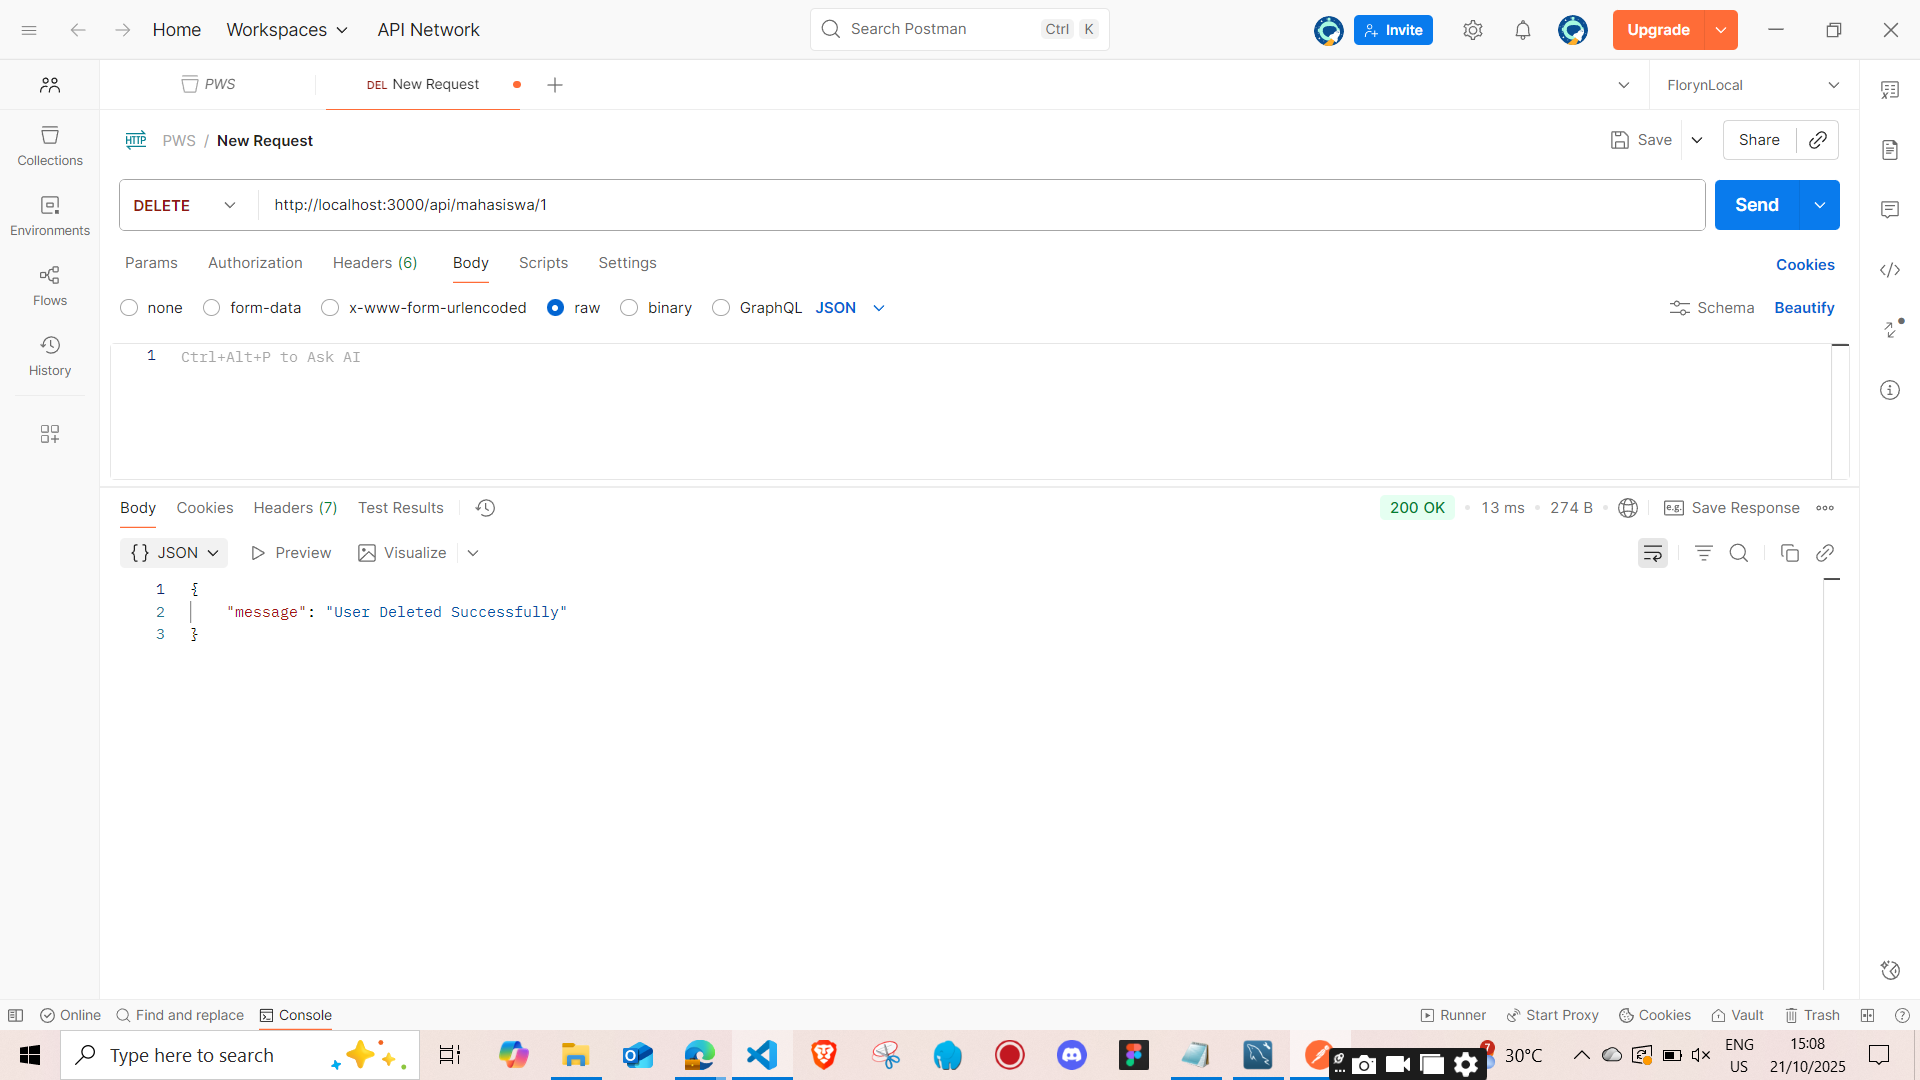 Home Workspaces API Network Search Postman Ctrl K Invite Upgrade
PWS DEL New Request FlorynLocal
HTTP PWS / New Request Save Share
DELETE http://localhost:3000/api/mahasiswa/1 Send
Params Authorization Headers (6) Body Scripts Settings Cookies
none form-data x-www-form-urlencoded raw binary GraphQL JSON Schema Beautify
1 Ctrl+Alt+P to Ask AI
Collections
Environments
Flows
History
Body Cookies Headers (7) Test Results 200 OK • 13 ms • 274 B • e.g. Save Response
{} JSON Preview Visualize
1 {
2 "message": "User Deleted Successfully"
3 }
Online Find and replace Console Runner Start Proxy Cookies Vault Trash
Type here to search 7 30°C ENG US 15:08 21/10/2025